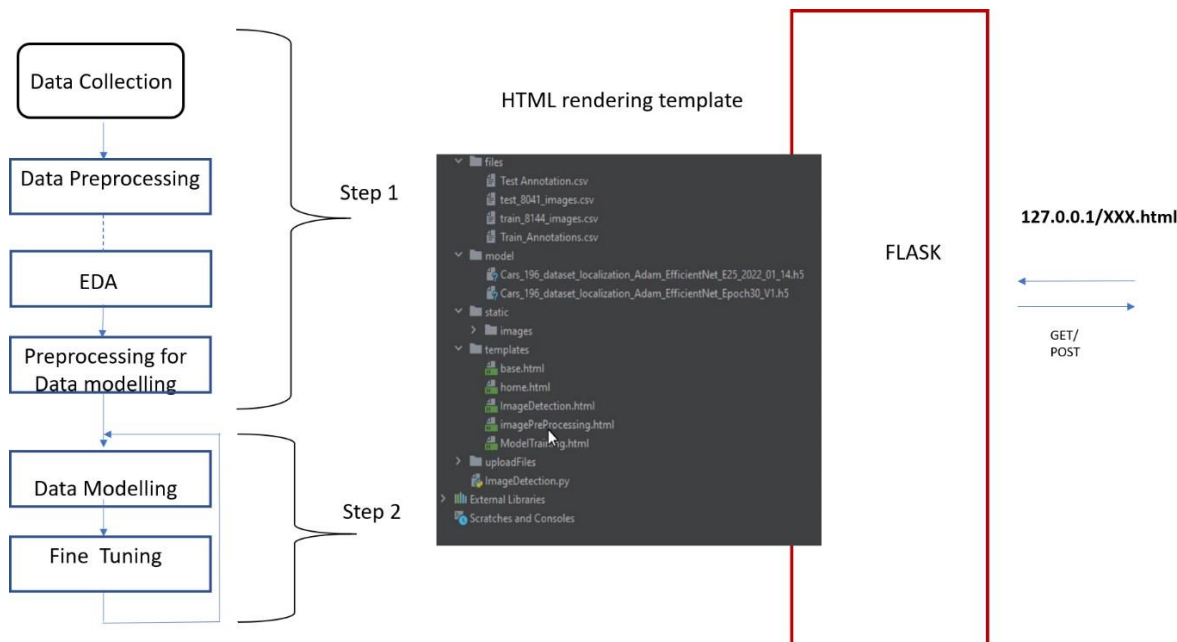 Data Collection
Data Preprocessing
EDA
Preprocessing for
Data modelling
Data Modelling
Fine Tuning
Step 1
Step 2
HTML rendering template
files
Test Annotation.csv
test_8041_images.csv
train_8144_images.csv
Train_Annotations.csv
model
Cars_196_dataset_localization_Adam_EfficientNet_E25_2022_01_14.h5
Cars_196_dataset_localization_Adam_EfficientNet_Epoch30_V1.h5
static
images
templates
base.html
home.html
ImageDetection.html
imagePreProcessing.html
ModelTraining.html
uploadFiles
ImageDetection.py
External Libraries
Scratches and Consoles
FLASK
127.0.0.1/XXX.html
GET/
POST